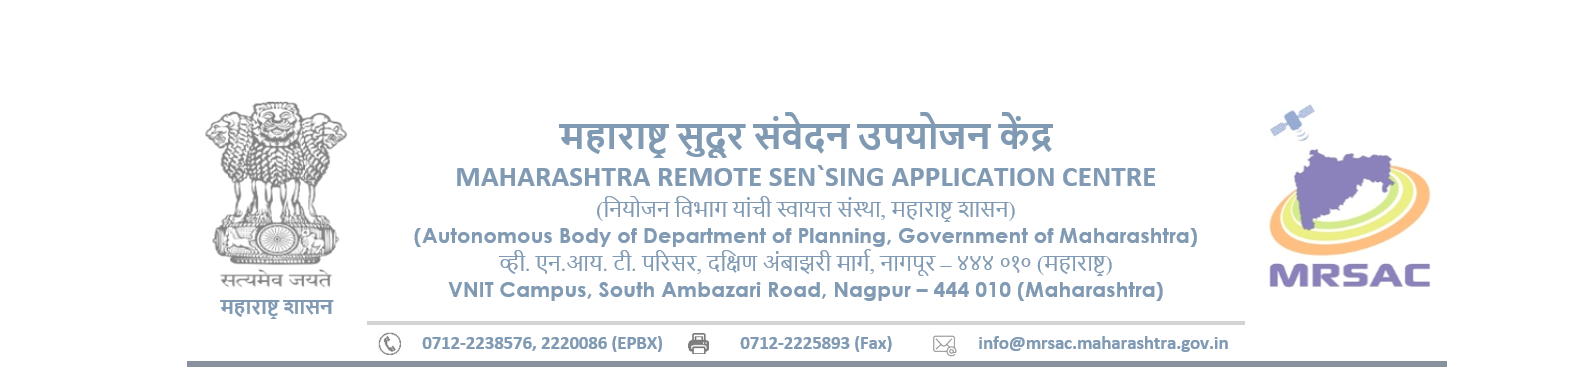 महाराष्ट्र सुदूर संवेदन उपयोजन केंद्र
MAHARASHTRA REMOTE SEN`SING APPLICATION CENTRE
(नियोजन विभाग यांची स्वायत्त संस्था, महाराष्ट्र शासन)
(Autonomous Body of Department of Planning, Government of Maharashtra)
व्ही. एन.आय. टी. परिसर, दक्षिण अंबाझरी मार्ग, नागपूर – ४४४ ०१० (महाराष्ट्र)
VNIT Campus, South Ambazari Road, Nagpur – 444 010 (Maharashtra)
सत्यमेव जयते
महाराष्ट्र शासन
MRSAC
0712-2238576, 2220086 (EPBX) 0712-2225893 (Fax) info@mrsac.maharashtra.gov.in